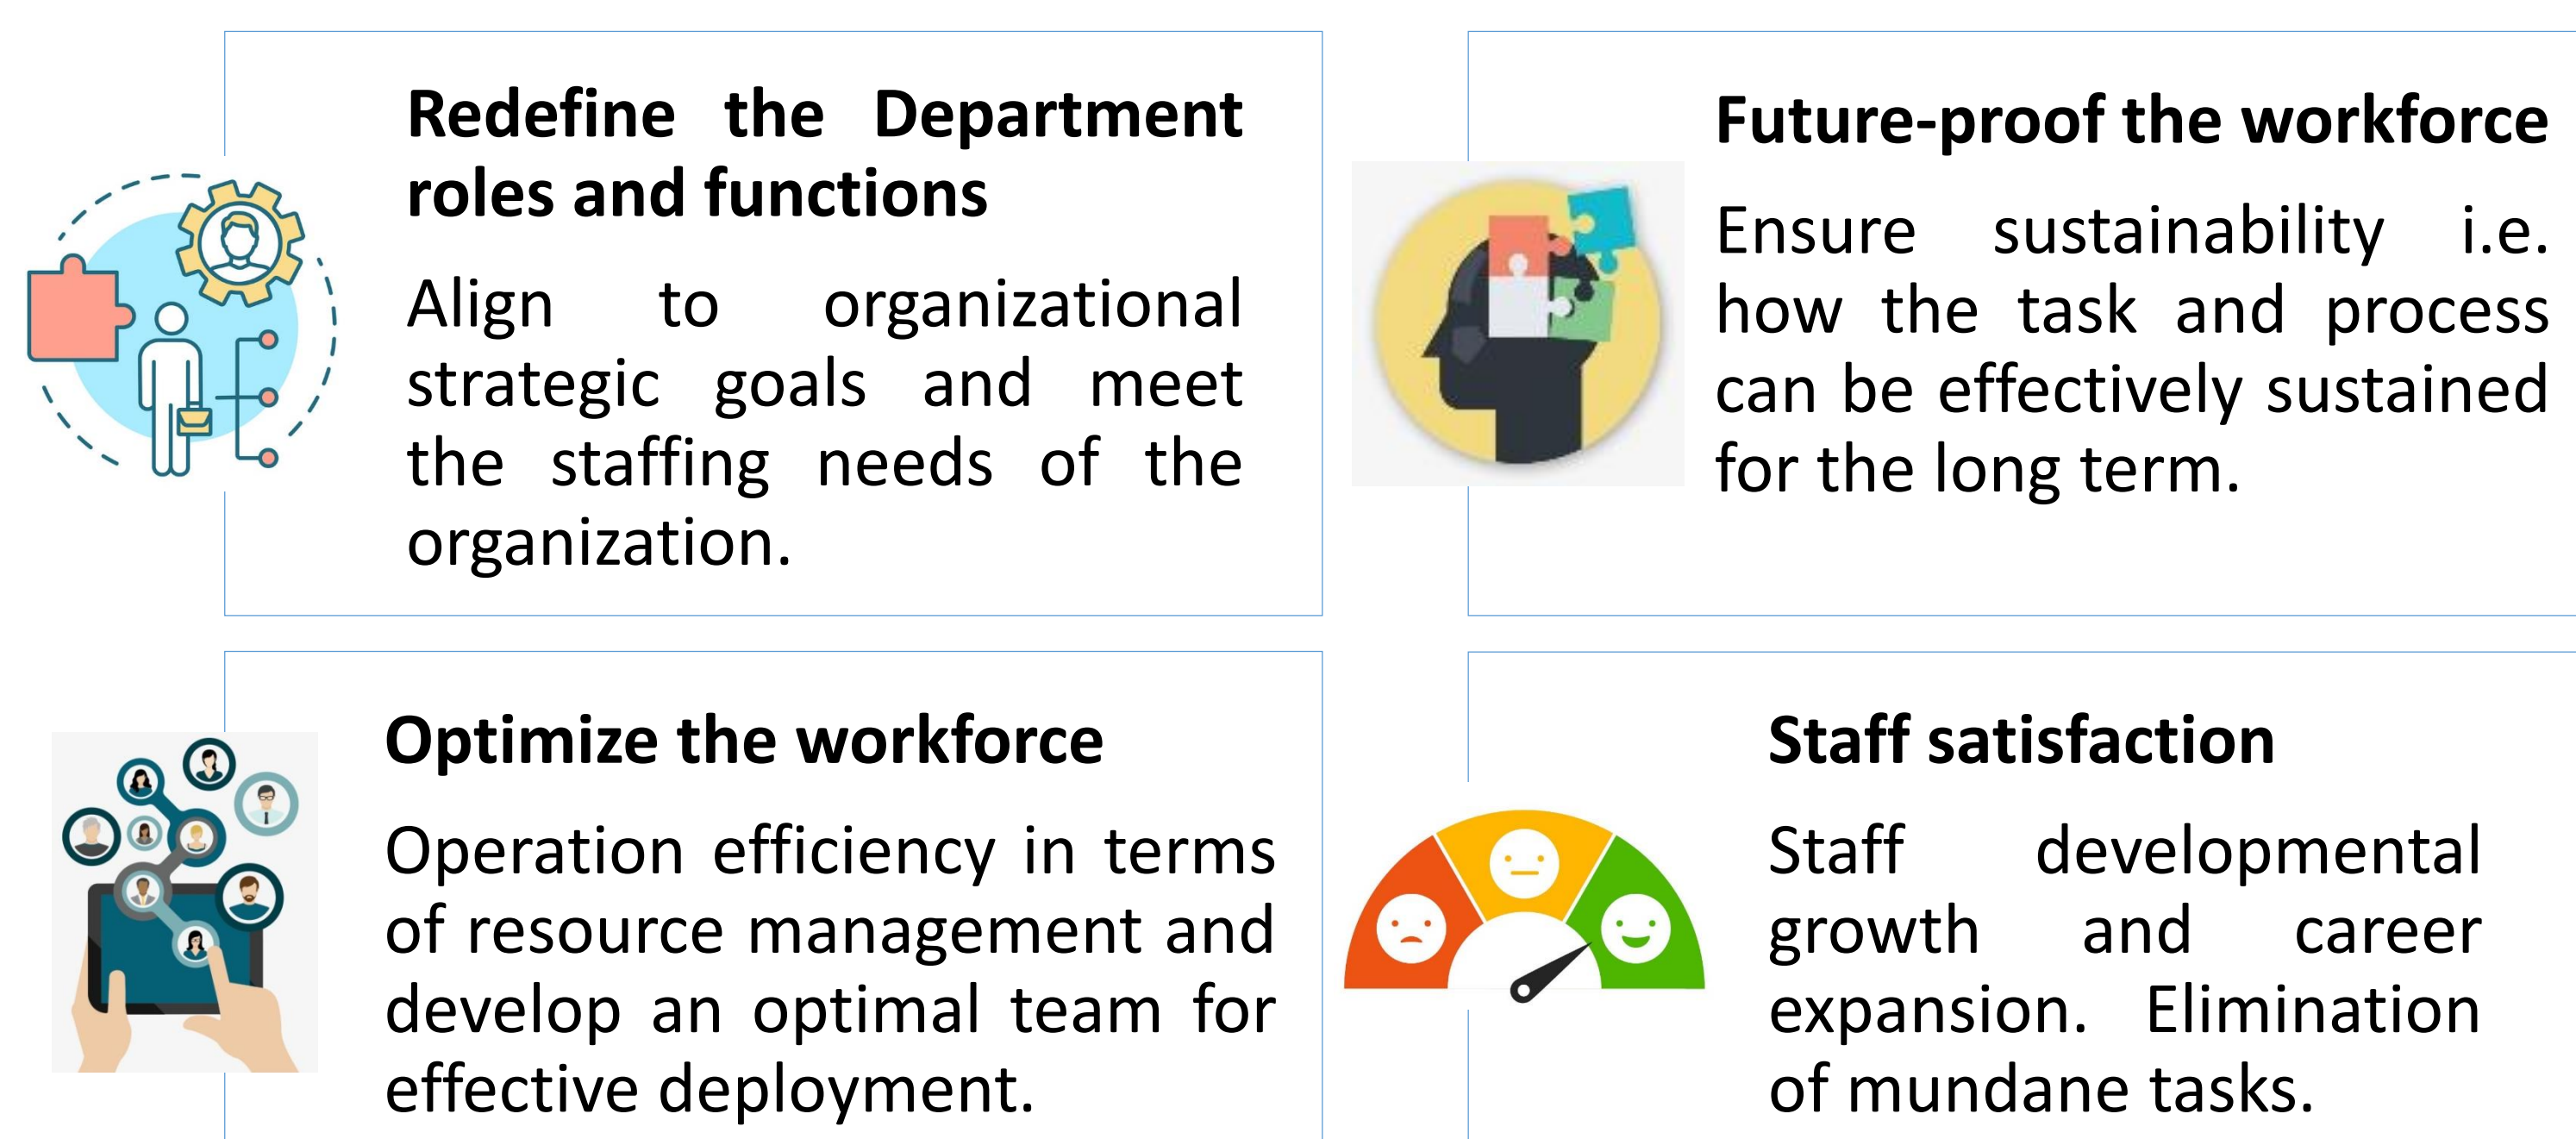 Redefine the Department
roles and functions
Align to organizational
strategic goals and meet
the staffing needs of the
organization.
Future-proof the workforce
Ensure sustainability i.e.
how the task and process
can be effectively sustained
for the long term.
Optimize the workforce
Operation efficiency in terms
of resource management and
develop an optimal team for
effective deployment.
Staff satisfaction
Staff developmental
growth and career
expansion. Elimination
of mundane tasks.